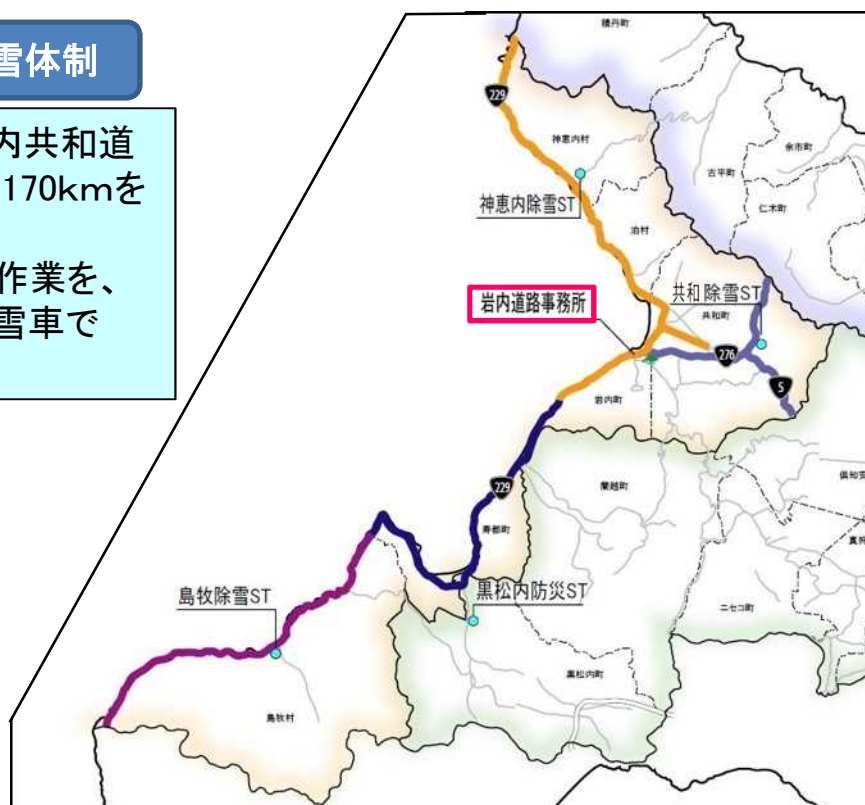 雪体制
内共和道
170kmを
作業を、
雪車で
積丹町
229
神恵内村
余市町
古平町
神恵内除雪ST
仁木町
泊村
共和除雪ST
岩内道路事務所
共和町
276
5
岩内町
倶知安
229
蘭越町
寿都町
真狩
島牧除雪ST
黒松内防災ST
ニセコ町
黒松内町
島牧村